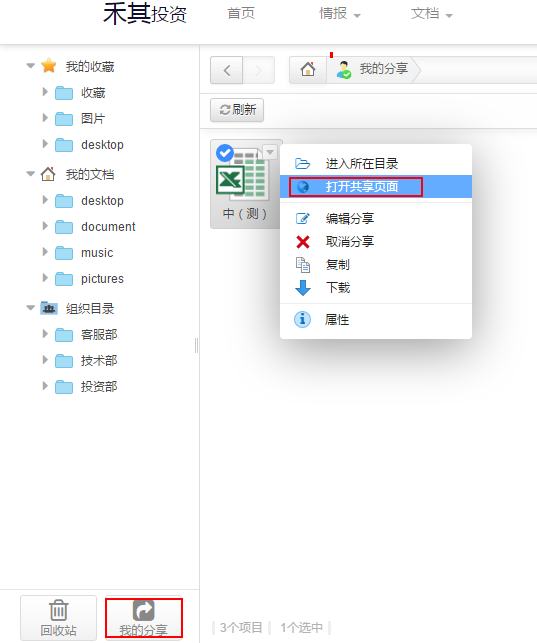 禾其投资 首页 情报 文档
我的收藏
收藏
图片
desktop
我的文档
desktop
document
music
pictures
组织目录
客服部
技术部
投资部
回收站
我的分享
我的分享
刷新
中（测）
进入所在目录
打开共享页面
编辑分享
取消分享
复制
下载
属性
3个项目 1个选中